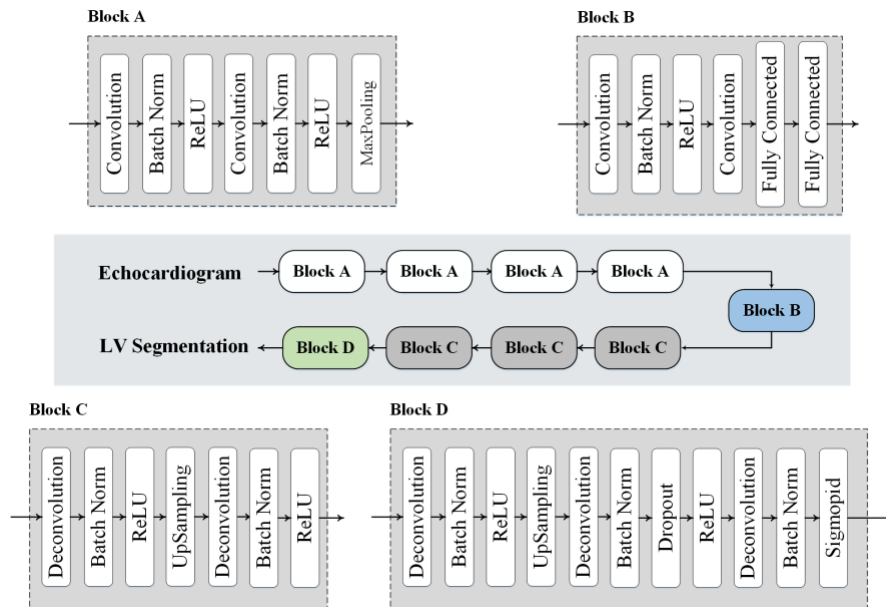 Block A
Convolution
Batch Norm
ReLU
Convolution
Batch Norm
ReLU
MaxPooling
Block B
Convolution
Batch Norm
ReLU
Convolution
Fully Connected
Fully Connected
Echocardiogram
Block A
Block A
Block A
Block A
Block B
LV Segmentation
Block D
Block C
Block C
Block C
Block C
Deconvolution
Batch Norm
ReLU
UpSampling
Deconvolution
Batch Norm
ReLU
Block D
Deconvolution
Batch Norm
ReLU
UpSampling
Deconvolution
Batch Norm
Dropout
ReLU
Deconvolution
Batch Norm
Sigmopid